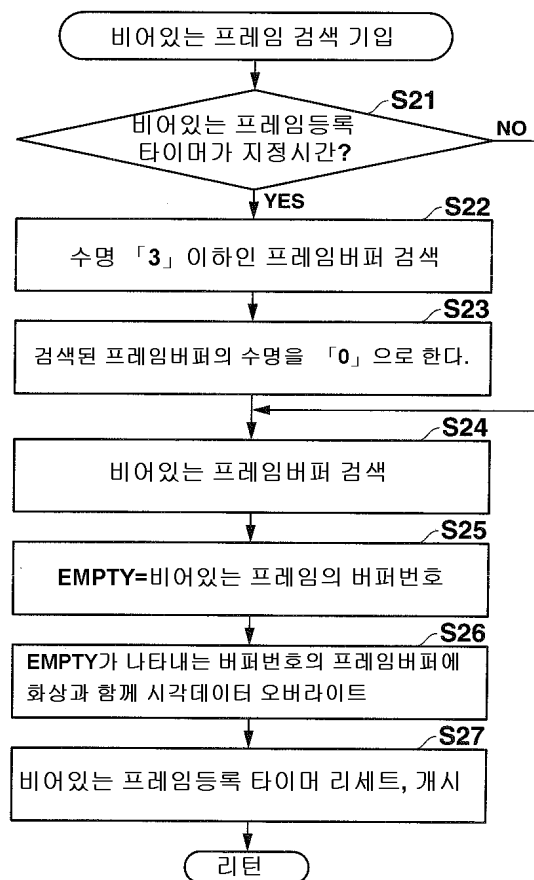 비어있는 프레임 검색 기입
S21
비어있는 프레임등록
타이머가 지정시간?
NO
YES
S22
수명 「3」 이하인 프레임버퍼 검색
S23
검색된 프레임버퍼의 수명을 「0」으로 한다.
S24
비어있는 프레임버퍼 검색
S25
EMPTY=비어있는 프레임의 버퍼번호
S26
EMPTY가 나타내는 버퍼번호의 프레임버퍼에
화상과 함께 시각데이터 오버라이트
S27
비어있는 프레임등록 타이머 리세트, 개시
리턴